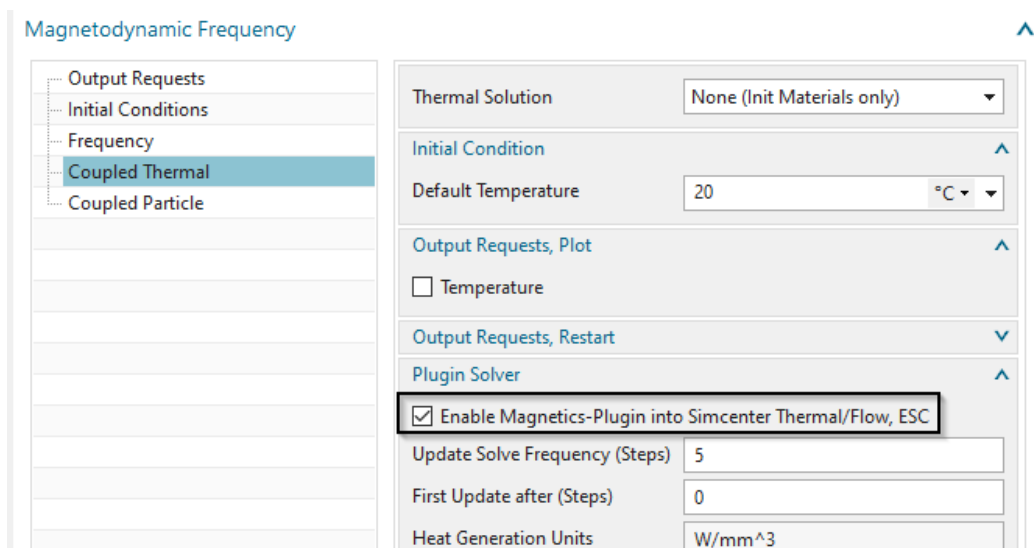 Magnetodynamic Frequency
Output Requests
Initial Conditions
Frequency
Coupled Thermal
Coupled Particle
Thermal Solution None (Init Materials only)
Initial Condition
Default Temperature 20 °C
Output Requests, Plot
Temperature
Output Requests, Restart
Plugin Solver
Enable Magnetics-Plugin into Simcenter Thermal/Flow, ESC
Update Solve Frequency (Steps) 5
First Update after (Steps) 0
Heat Generation Units W/mm^3